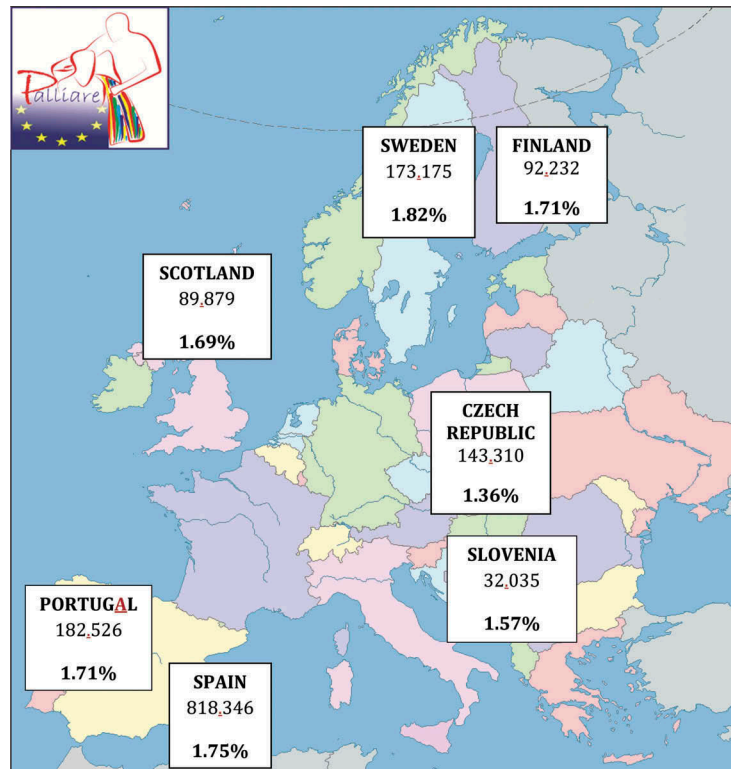 Palliare
SWEDEN
173.175
1.82%
FINLAND
92.232
1.71%
SCOTLAND
89.879
1.69%
CZECH
REPUBLIC
143.310
1.36%
SLOVENIA
32.035
1.57%
PORTUGAL
182.526
1.71%
SPAIN
818.346
1.75%